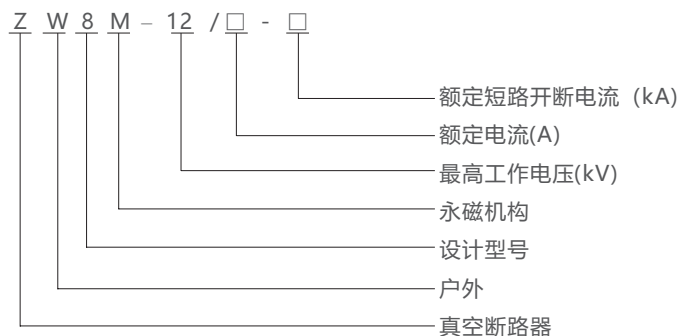 Z W 8 M – 12 / □ - □
额定短路开断电流 (kA)
额定电流(A)
最高工作电压(kV)
永磁机构
设计型号
户外
真空断路器